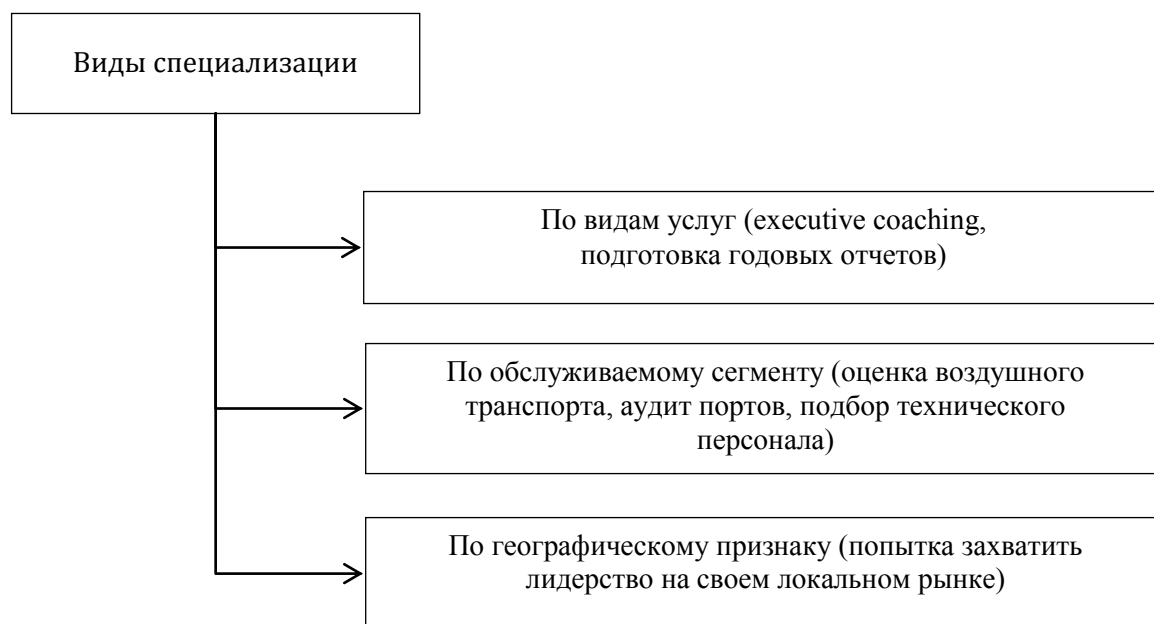 Виды специализации
По видам услуг (executive coaching,
подготовка годовых отчетов)
По обслуживаемому сегменту (оценка воздушного
транспорта, аудит портов, подбор технического
персонала)
По географическому признаку (попытка захватить
лидерство на своем локальном рынке)